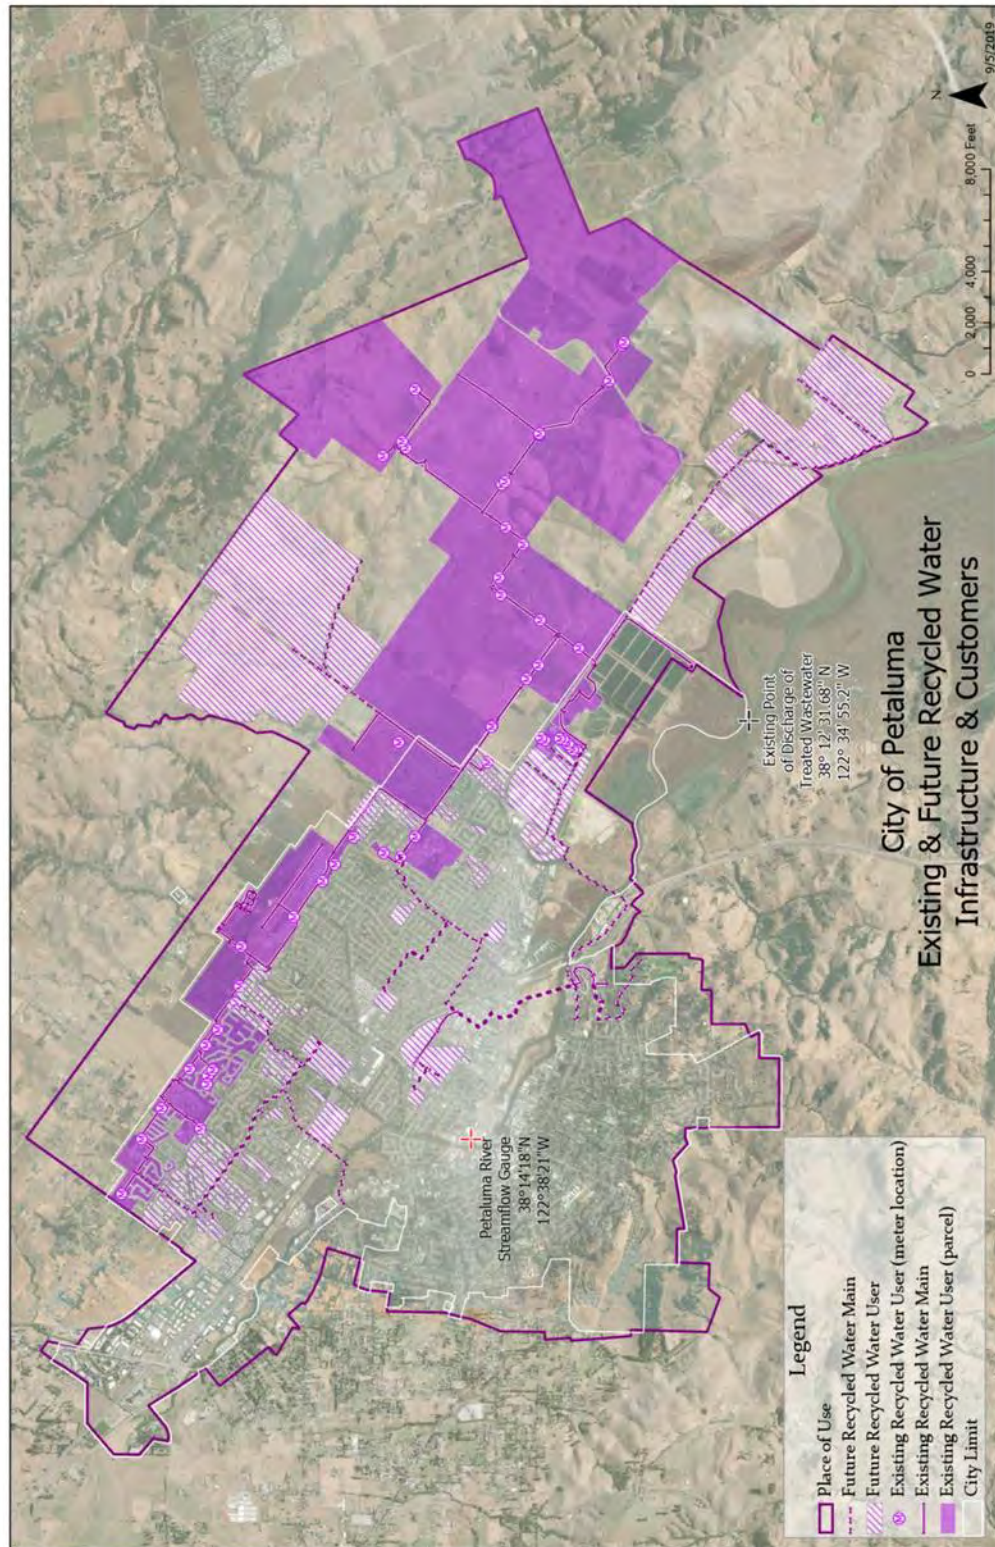 City of Petaluma
Existing & Future Recycled Water
Infrastructure & Customers
Petaluma River
Streamflow Gauge
38°14'18"N
122°38'21"W
Existing Point
of Discharge of
Treated Wastewater
38° 12' 31.68" N
122° 34' 55.2" W
Legend
Place of Use
Future Recycled Water Main
Future Recycled Water User
Existing Recycled Water User (meter location)
Existing Recycled Water Main
Existing Recycled Water User (parcel)
City Limit
N
0 2,000 4,000 8,000 Feet
9/5/2019